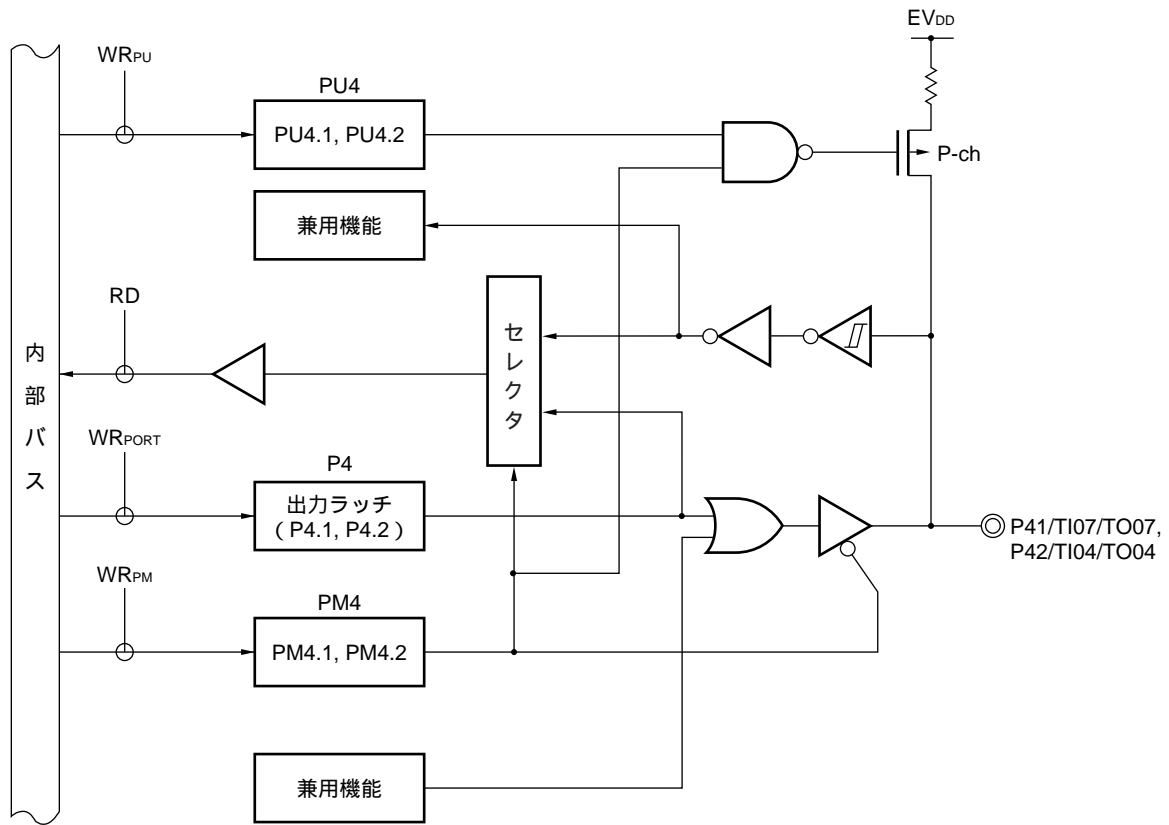 EVDD
WRPU
PU4
PU4.1, PU4.2
P-ch
兼用機能
RD
セレクタ
内部バス
WRPORT
P4
出力ラッチ
（P4.1, P4.2）
P41/TI07/TO07,
P42/TI04/TO04
WRPM
PM4
PM4.1, PM4.2
兼用機能